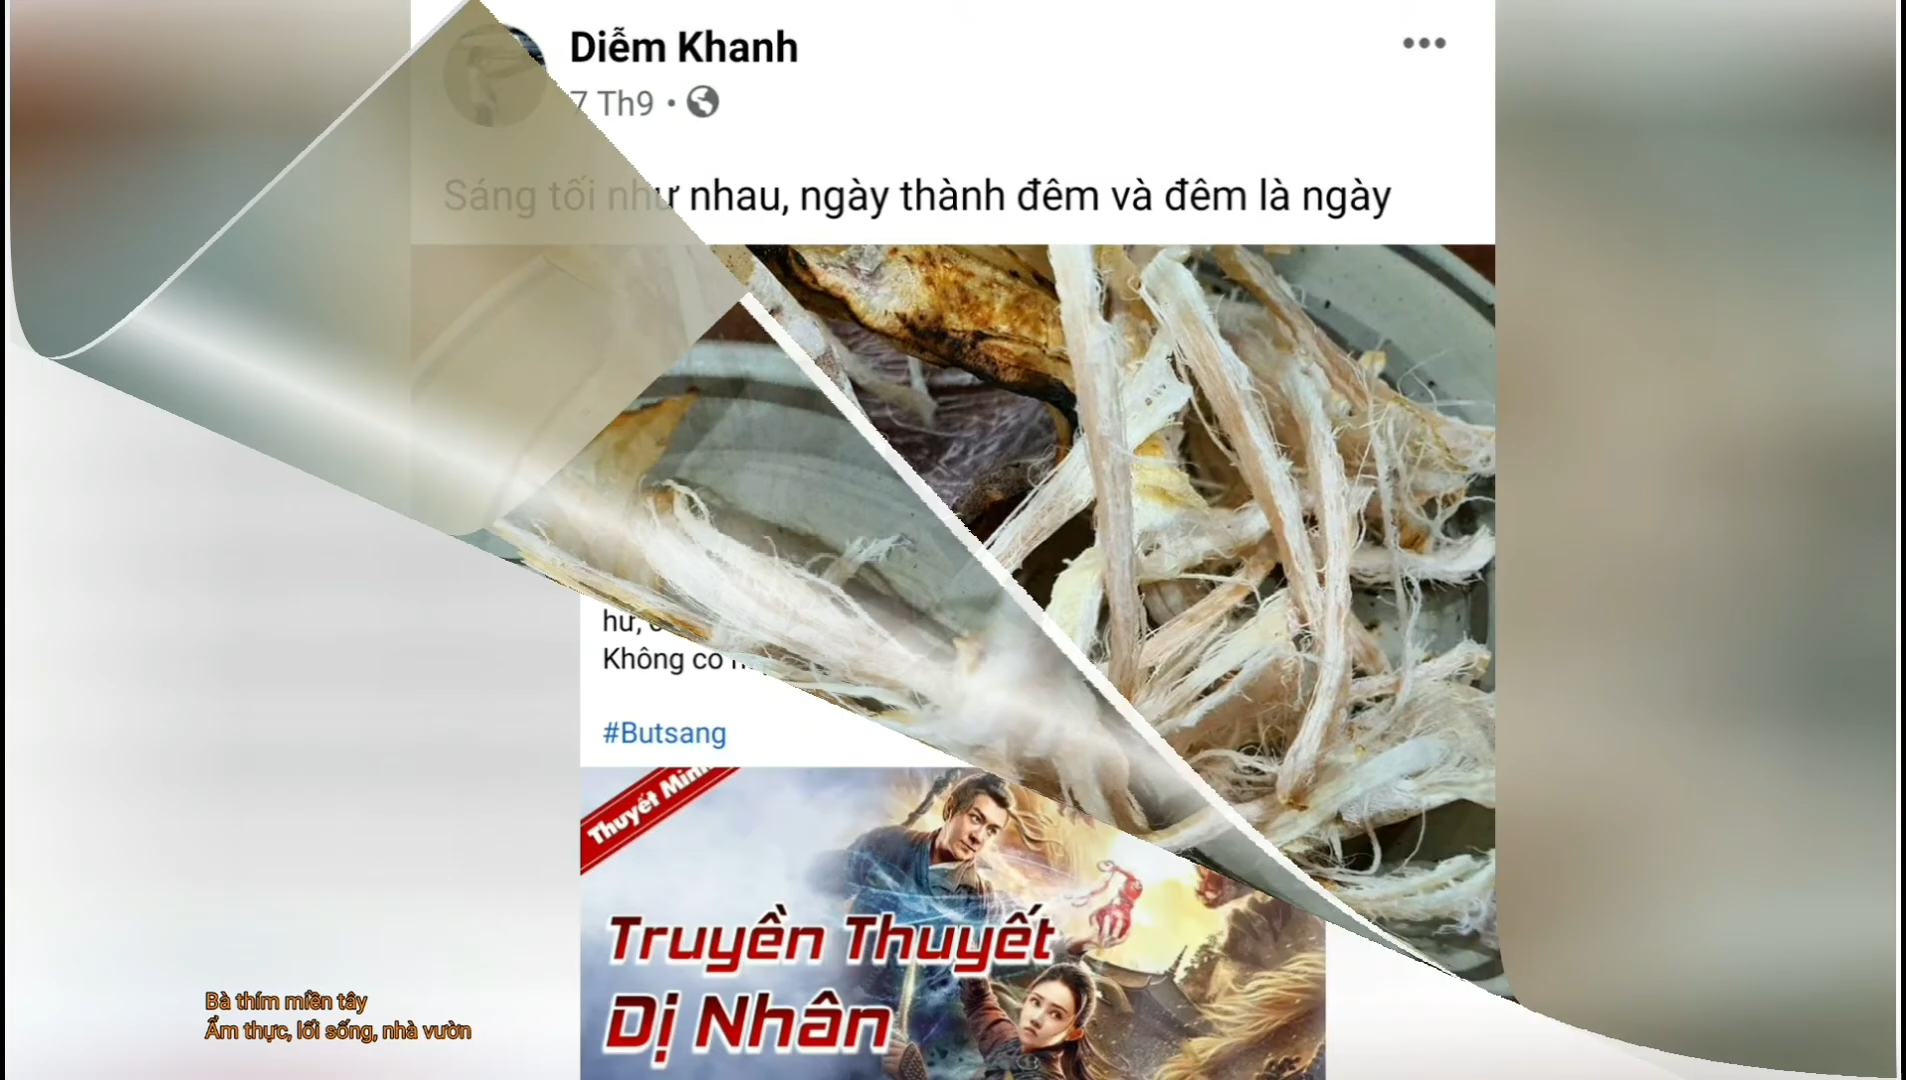 Diễm Khanh
7 Th9
Sáng tối như nhau, ngày thành đêm và đêm là ngày
hư,
Không có
#Butsang
Thuyết Minh
Truyền Thuyết
Dị Nhân
Bà thím miền tây
Ẩm thực, lối sống, nhà vườn